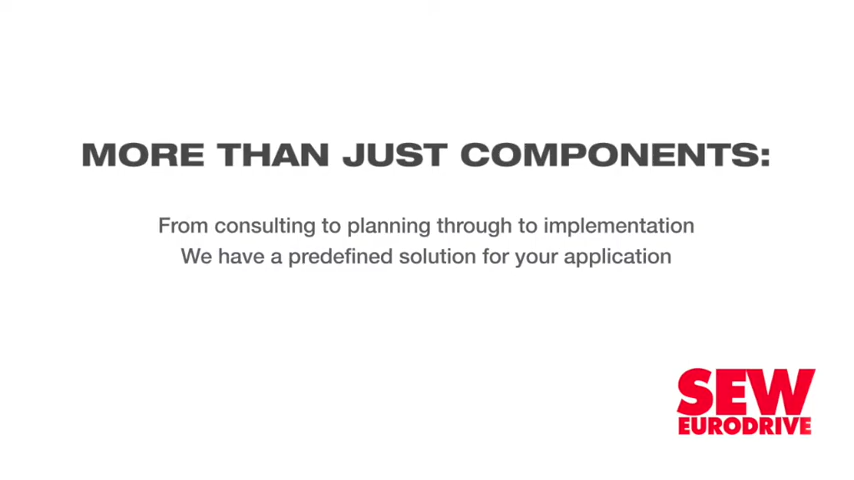 MORE THAN JUST COMPONENTS:
From consulting to planning through to implementation
We have a predefined solution for your application
SEW
EURODRIVE